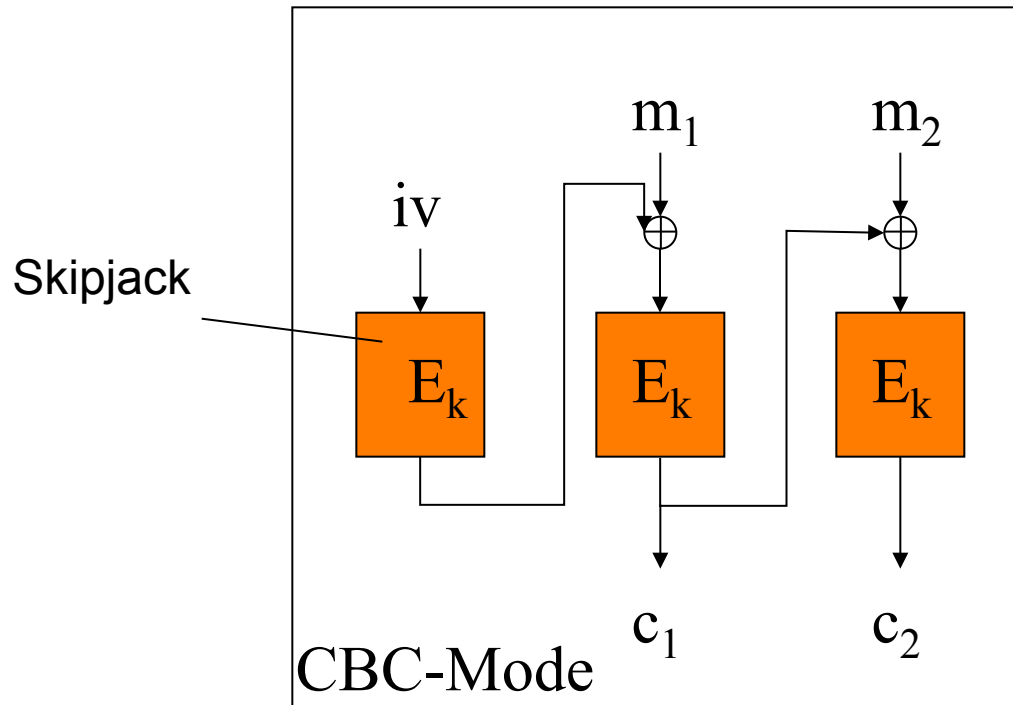 m₁ m₂
iv
Skipjack
Eₖ Eₖ Eₖ
c₁ c₂
CBC-Mode